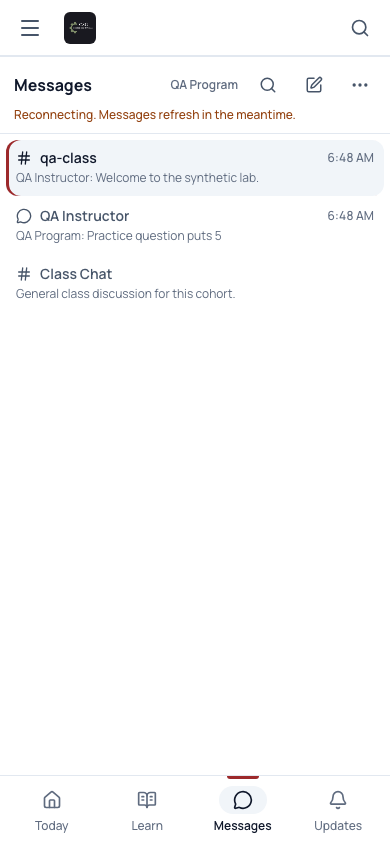 Messages
QA Program
Reconnecting. Messages refresh in the meantime.
# qa-class
6:48 AM
QA Instructor: Welcome to the synthetic lab.
QA Instructor
6:48 AM
QA Program: Practice question puts 5
# Class Chat
General class discussion for this cohort.
Today
Learn
Messages
Updates